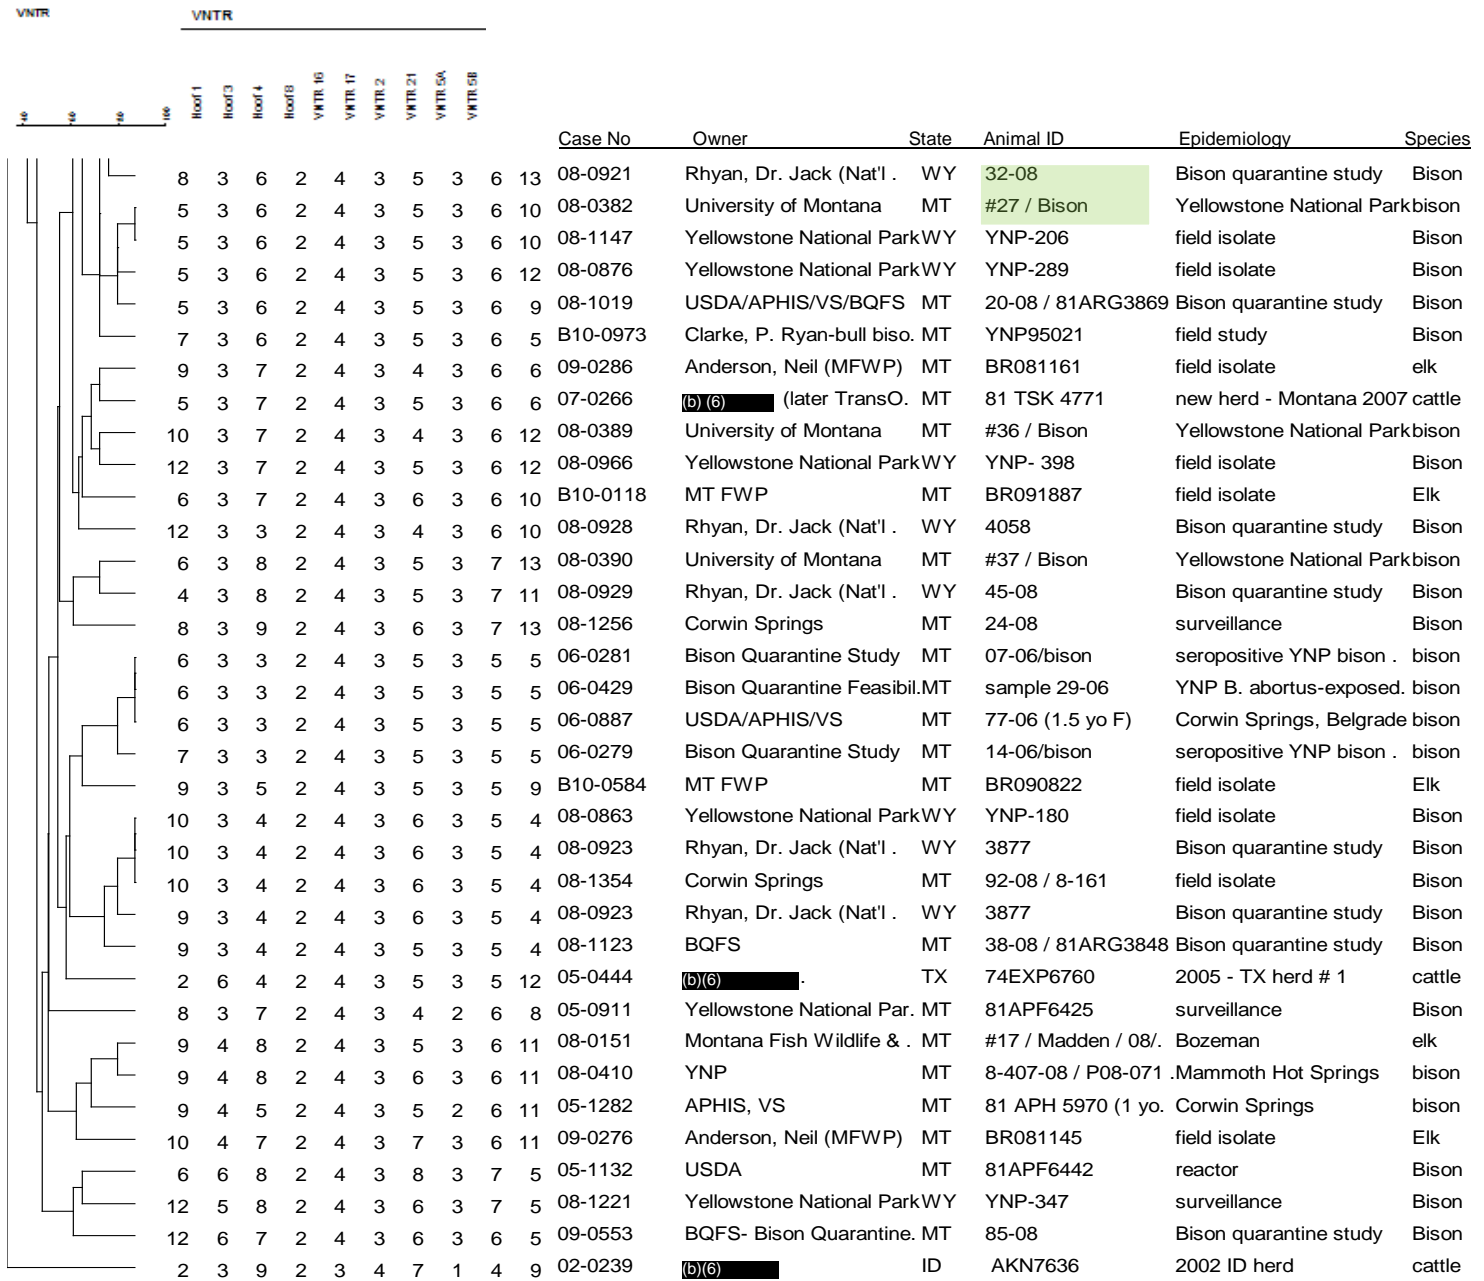 VNTR VNTR
40 60 80 100 Hoof 1 Hoof 3 Hoof 4 Hoof 8 VNTR 16 VNTR 17 VNTR 2 VNTR 21 VNTR 5A VNTR 5B
Case No Owner State Animal ID Epidemiology Species
8 3 6 2 4 3 5 3 6 13 08-0921 Rhyan, Dr. Jack (Nat'l . WY 32-08 Bison quarantine study Bison
5 3 6 2 4 3 5 3 6 10 08-0382 University of Montana MT #27 / Bison Yellowstone National Park bison
5 3 6 2 4 3 5 3 6 10 08-1147 Yellowstone National Park WY YNP-206 field isolate Bison
5 3 6 2 4 3 5 3 6 12 08-0876 Yellowstone National Park WY YNP-289 field isolate Bison
5 3 6 2 4 3 5 3 6 9 08-1019 USDA/APHIS/VS/BQFS MT 20-08 / 81ARG3869 Bison quarantine study Bison
7 3 6 2 4 3 5 3 6 5 B10-0973 Clarke, P. Ryan-bull biso. MT YNP95021 field study Bison
9 3 7 2 4 3 4 3 6 6 09-0286 Anderson, Neil (MFWP) MT BR081161 field isolate elk
5 3 7 2 4 3 5 3 6 6 07-0266 (b) (6) (later TransO. MT 81 TSK 4771 new herd - Montana 2007 cattle
10 3 7 2 4 3 4 3 6 12 08-0389 University of Montana MT #36 / Bison Yellowstone National Park bison
12 3 7 2 4 3 5 3 6 12 08-0966 Yellowstone National Park WY YNP- 398 field isolate Bison
6 3 7 2 4 3 6 3 6 10 B10-0118 MT FWP MT BR091887 field isolate Elk
12 3 3 2 4 3 4 3 6 10 08-0928 Rhyan, Dr. Jack (Nat'l . WY 4058 Bison quarantine study Bison
6 3 8 2 4 3 5 3 7 13 08-0390 University of Montana MT #37 / Bison Yellowstone National Park bison
4 3 8 2 4 3 5 3 7 11 08-0929 Rhyan, Dr. Jack (Nat'l . WY 45-08 Bison quarantine study Bison
8 3 9 2 4 3 6 3 7 13 08-1256 Corwin Springs MT 24-08 surveillance Bison
6 3 3 2 4 3 5 3 5 5 06-0281 Bison Quarantine Study MT 07-06/bison seropositive YNP bison . bison
6 3 3 2 4 3 5 3 5 5 06-0429 Bison Quarantine Feasibil. MT sample 29-06 YNP B. abortus-exposed. bison
6 3 3 2 4 3 5 3 5 5 06-0887 USDA/APHIS/VS MT 77-06 (1.5 yo F) Corwin Springs, Belgrade bison
7 3 3 2 4 3 5 3 5 5 06-0279 Bison Quarantine Study MT 14-06/bison seropositive YNP bison . bison
9 3 5 2 4 3 5 3 5 9 B10-0584 MT FWP MT BR090822 field isolate Elk
10 3 4 2 4 3 6 3 5 4 08-0863 Yellowstone National Park WY YNP-180 field isolate Bison
10 3 4 2 4 3 6 3 5 4 08-0923 Rhyan, Dr. Jack (Nat'l . WY 3877 Bison quarantine study Bison
10 3 4 2 4 3 6 3 5 4 08-1354 Corwin Springs MT 92-08 / 8-161 field isolate Bison
9 3 4 2 4 3 6 3 5 4 08-0923 Rhyan, Dr. Jack (Nat'l . WY 3877 Bison quarantine study Bison
9 3 4 2 4 3 5 3 5 4 08-1123 BQFS MT 38-08 / 81ARG3848 Bison quarantine study Bison
2 6 4 2 4 3 5 3 5 12 05-0444 (b)(6) . TX 74EXP6760 2005 - TX herd # 1 cattle
8 3 7 2 4 3 4 2 6 8 05-0911 Yellowstone National Par. MT 81APF6425 surveillance Bison
9 4 8 2 4 3 5 3 6 11 08-0151 Montana Fish Wildlife & . MT #17 / Madden / 08/. Bozeman elk
9 4 8 2 4 3 6 3 6 11 08-0410 YNP MT 8-407-08 / P08-071 . Mammoth Hot Springs bison
9 4 5 2 4 3 5 2 6 11 05-1282 APHIS, VS MT 81 APH 5970 (1 yo. Corwin Springs bison
10 4 7 2 4 3 7 3 6 11 09-0276 Anderson, Neil (MFWP) MT BR081145 field isolate Elk
6 6 8 2 4 3 8 3 7 5 05-1132 USDA MT 81APF6442 reactor Bison
12 5 8 2 4 3 6 3 7 5 08-1221 Yellowstone National Park WY YNP-347 surveillance Bison
12 6 7 2 4 3 6 3 6 5 09-0553 BQFS- Bison Quarantine. MT 85-08 Bison quarantine study Bison
2 3 9 2 3 4 7 1 4 9 02-0239 (b)(6) ID AKN7636 2002 ID herd cattle